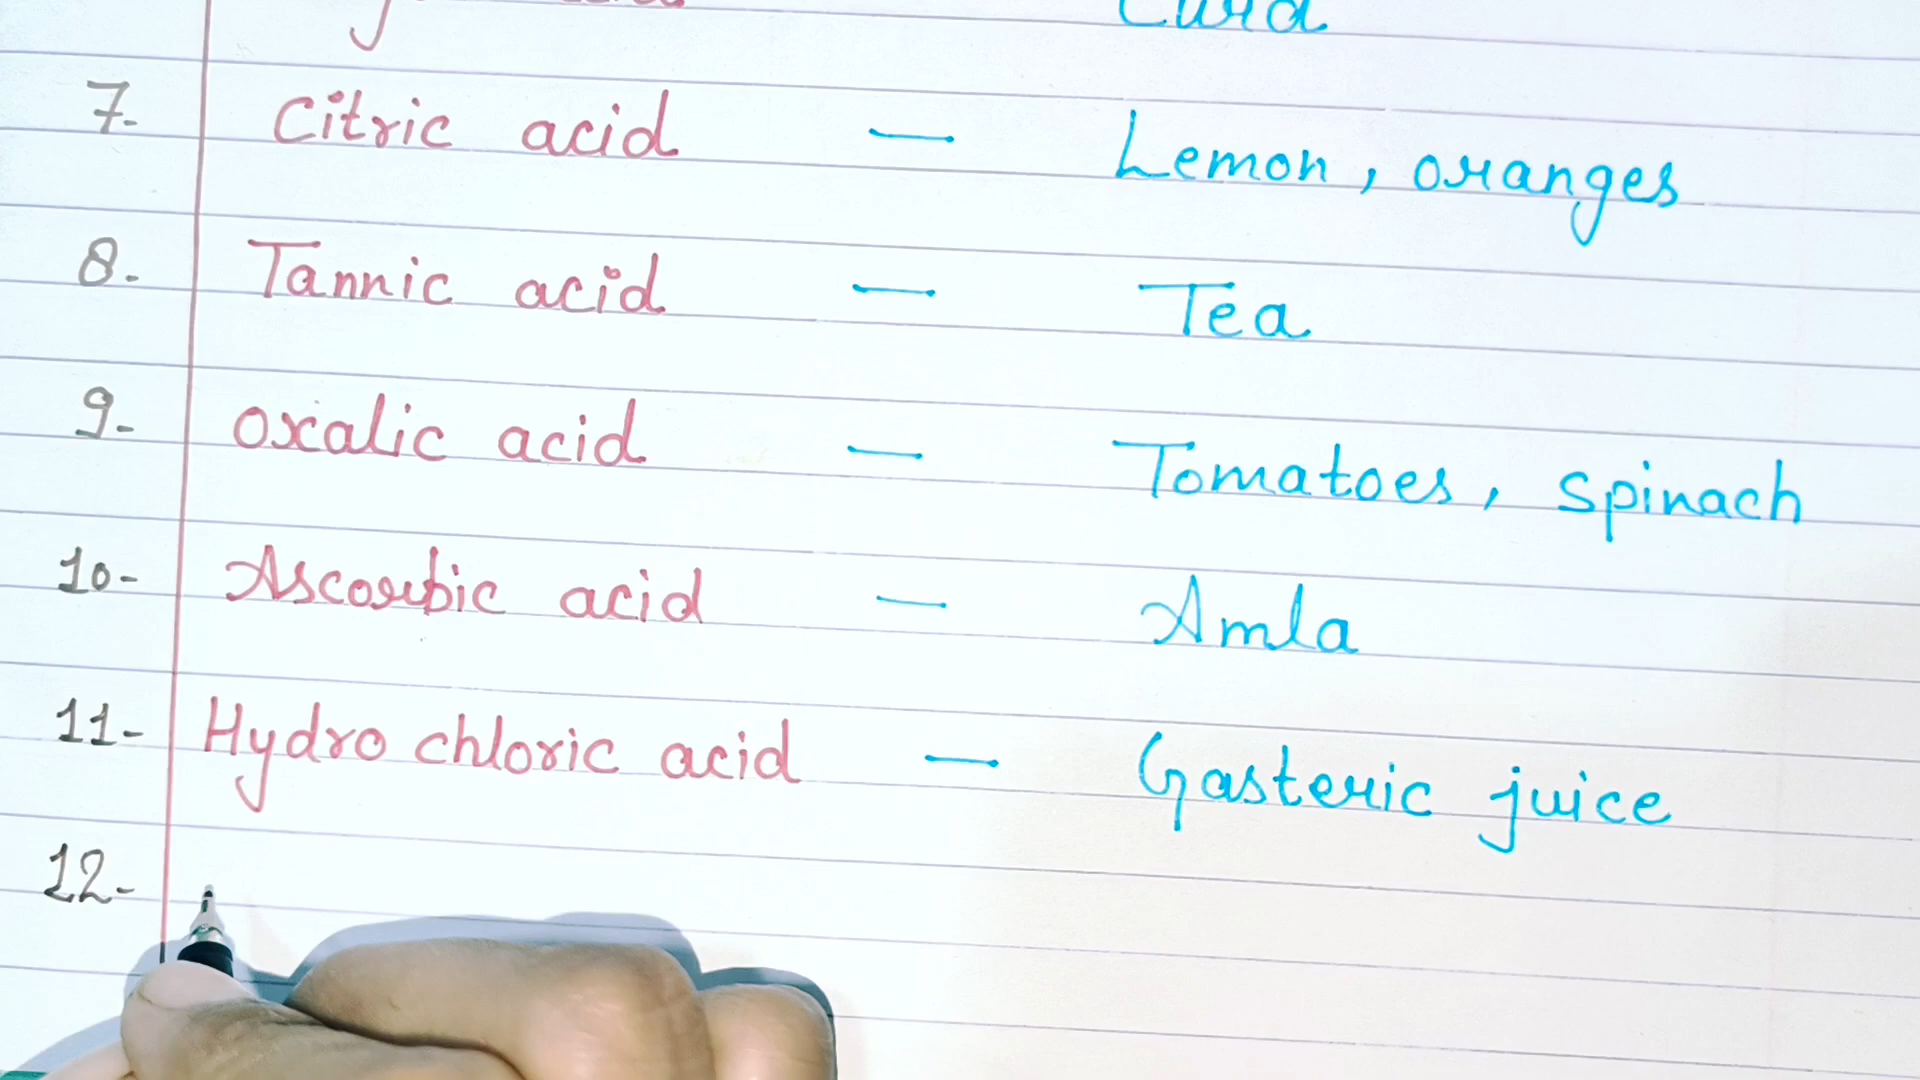 Curd
7. Citric acid — Lemon, oranges
8. Tannic acid — Tea
9. oxalic acid — Tomatoes, spinach
10- Ascorbic acid — Amla
11- Hydro chloric acid — Gasteric juice
12-